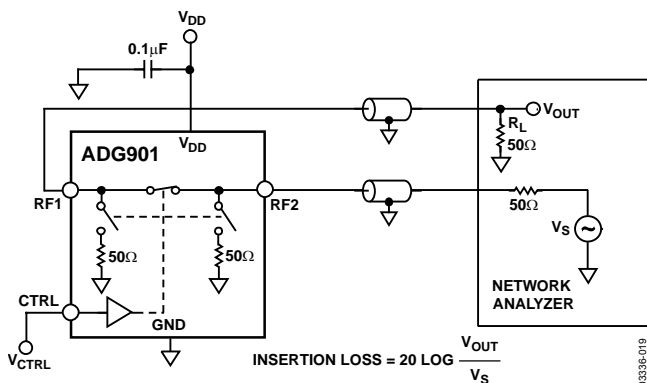 VDD
0.1µF
VDD
ADG901
RF1
RF2
50Ω
50Ω
CTRL
GND
VCTRL
VOUT
RL
50Ω
50Ω
VS
~
NETWORK
ANALYZER
INSERTION LOSS = 20 LOG VOUT
VS
03336-019